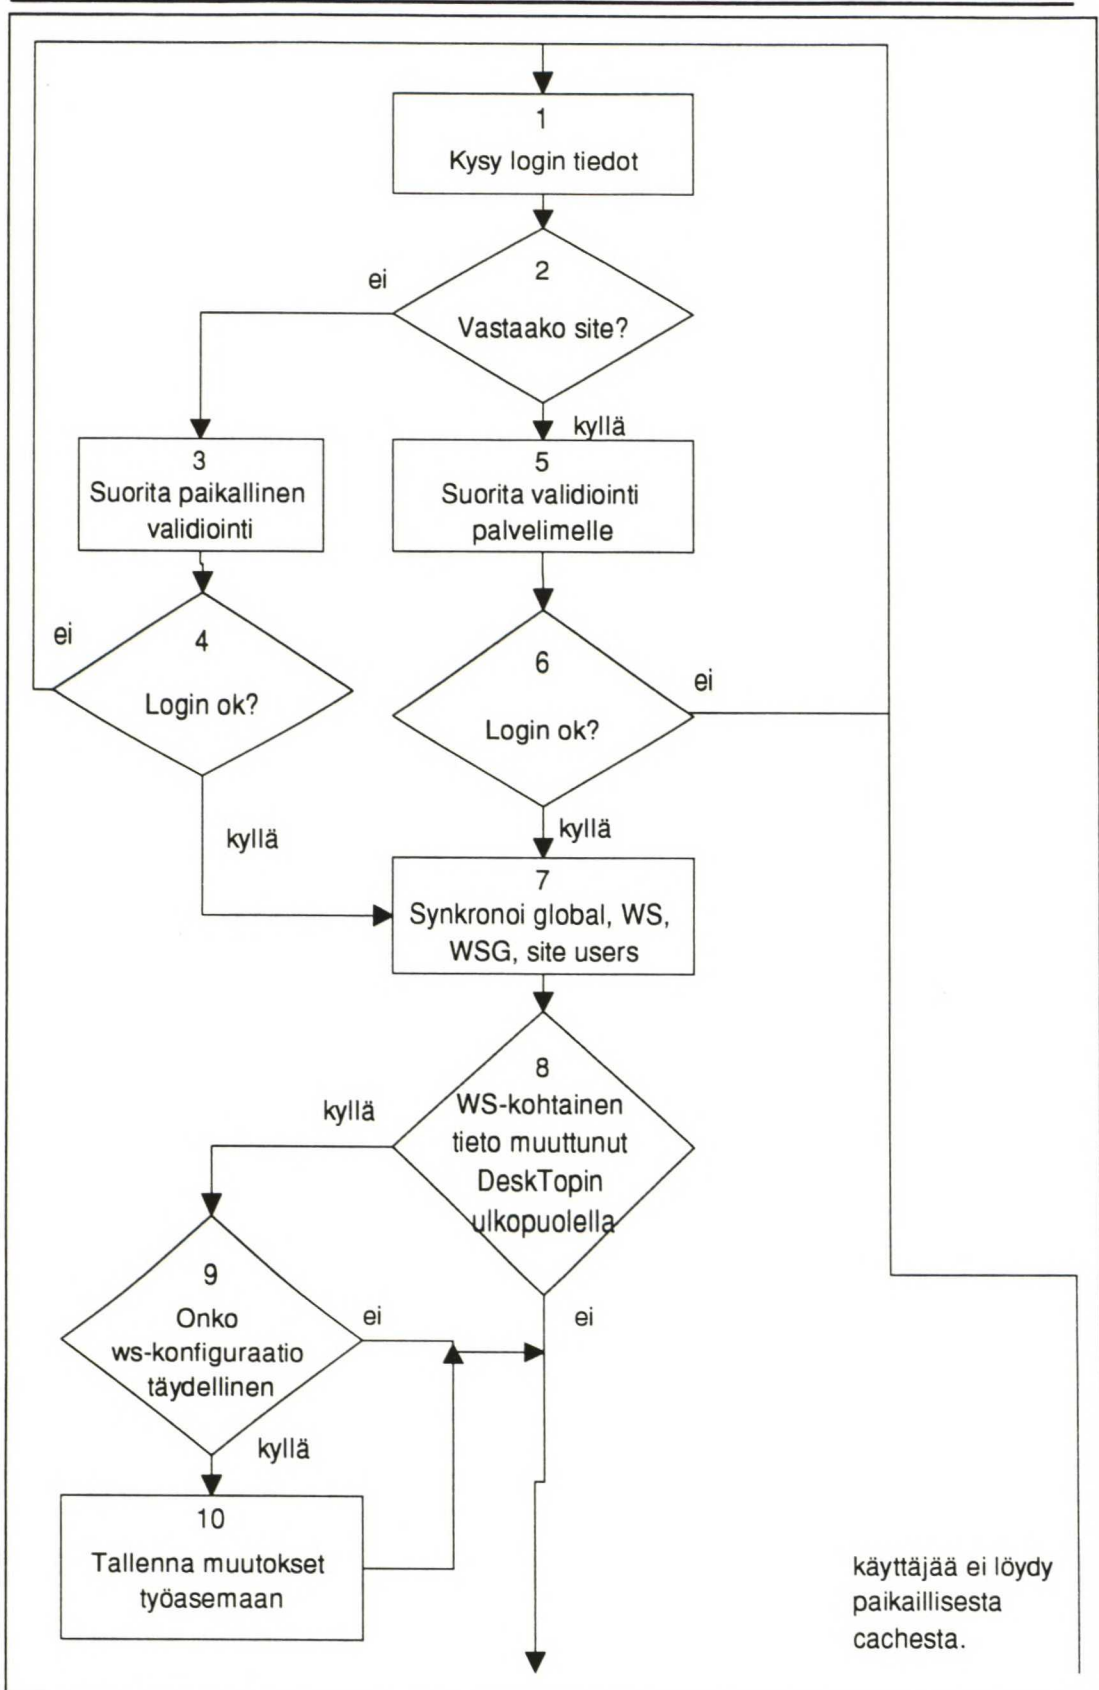 1
Kysy login tiedot
ei
2
Vastaako site?
kyllä
3
Suorita paikallinen
validiointi
5
Suorita validiointi
palvelimelle
ei
4
Login ok?
6
Login ok?
ei
kyllä
kyllä
7
Synkronoi global, WS,
WSG, site users
8
WS-kohtainen
tieto muuttunut
DeskTopin
ulkopuolella
kyllä
ei
9
Onko
ws-konfiguraatio
täydellinen
ei
kyllä
10
Tallenna muutokset
työasemaan
käyttäjää ei löydy
paikaillisesta
cachesta.